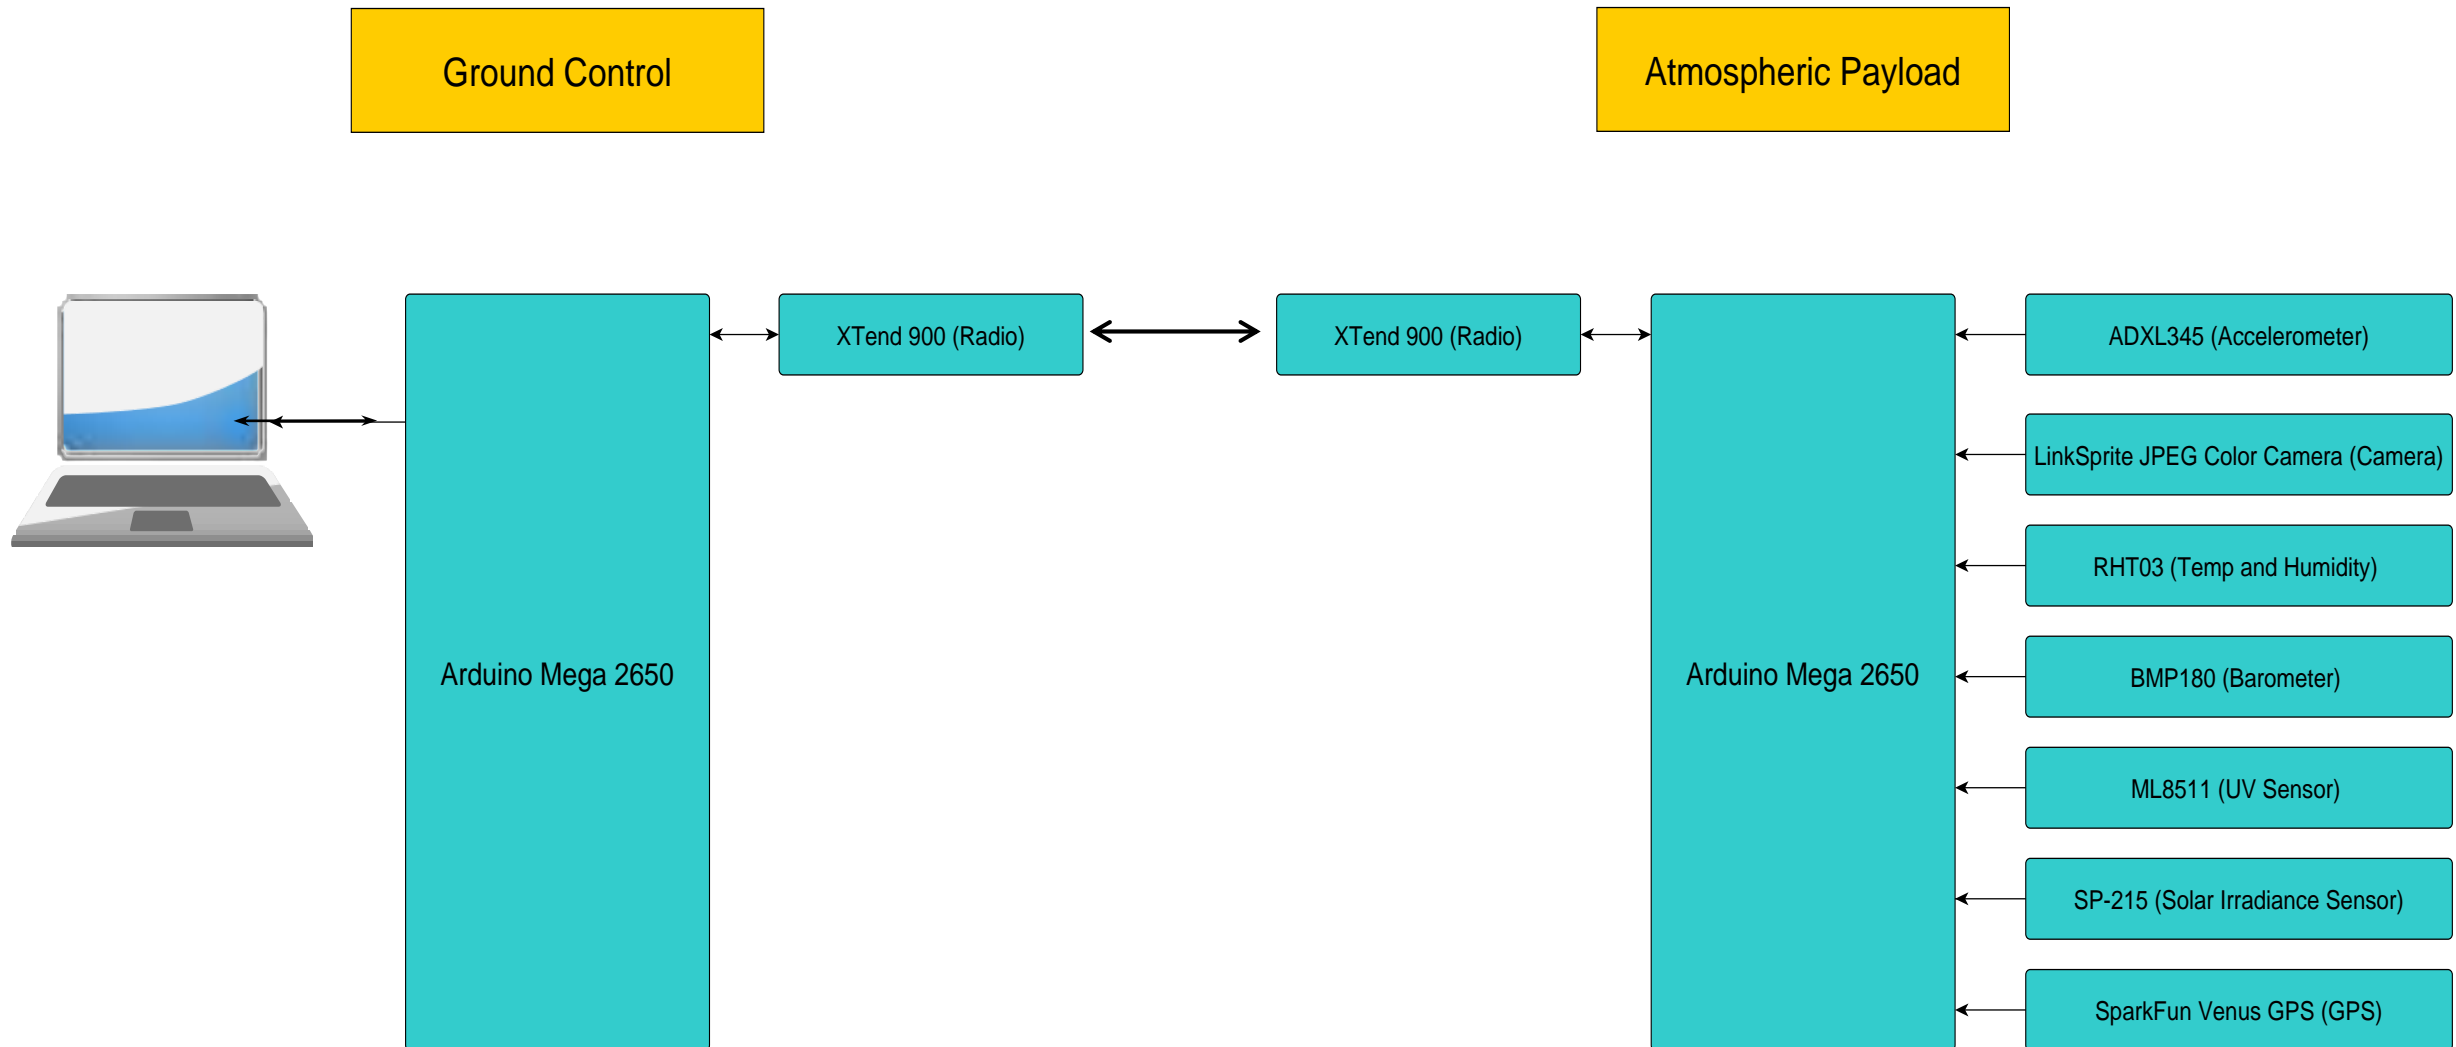 Ground Control
Atmospheric Payload
XTend 900 (Radio)
XTend 900 (Radio)
ADXL345 (Accelerometer)
LinkSprite JPEG Color Camera (Camera)
RHT03 (Temp and Humidity)
Arduino Mega 2650
Arduino Mega 2650
BMP180 (Barometer)
ML8511 (UV Sensor)
SP-215 (Solar Irradiance Sensor)
SparkFun Venus GPS (GPS)